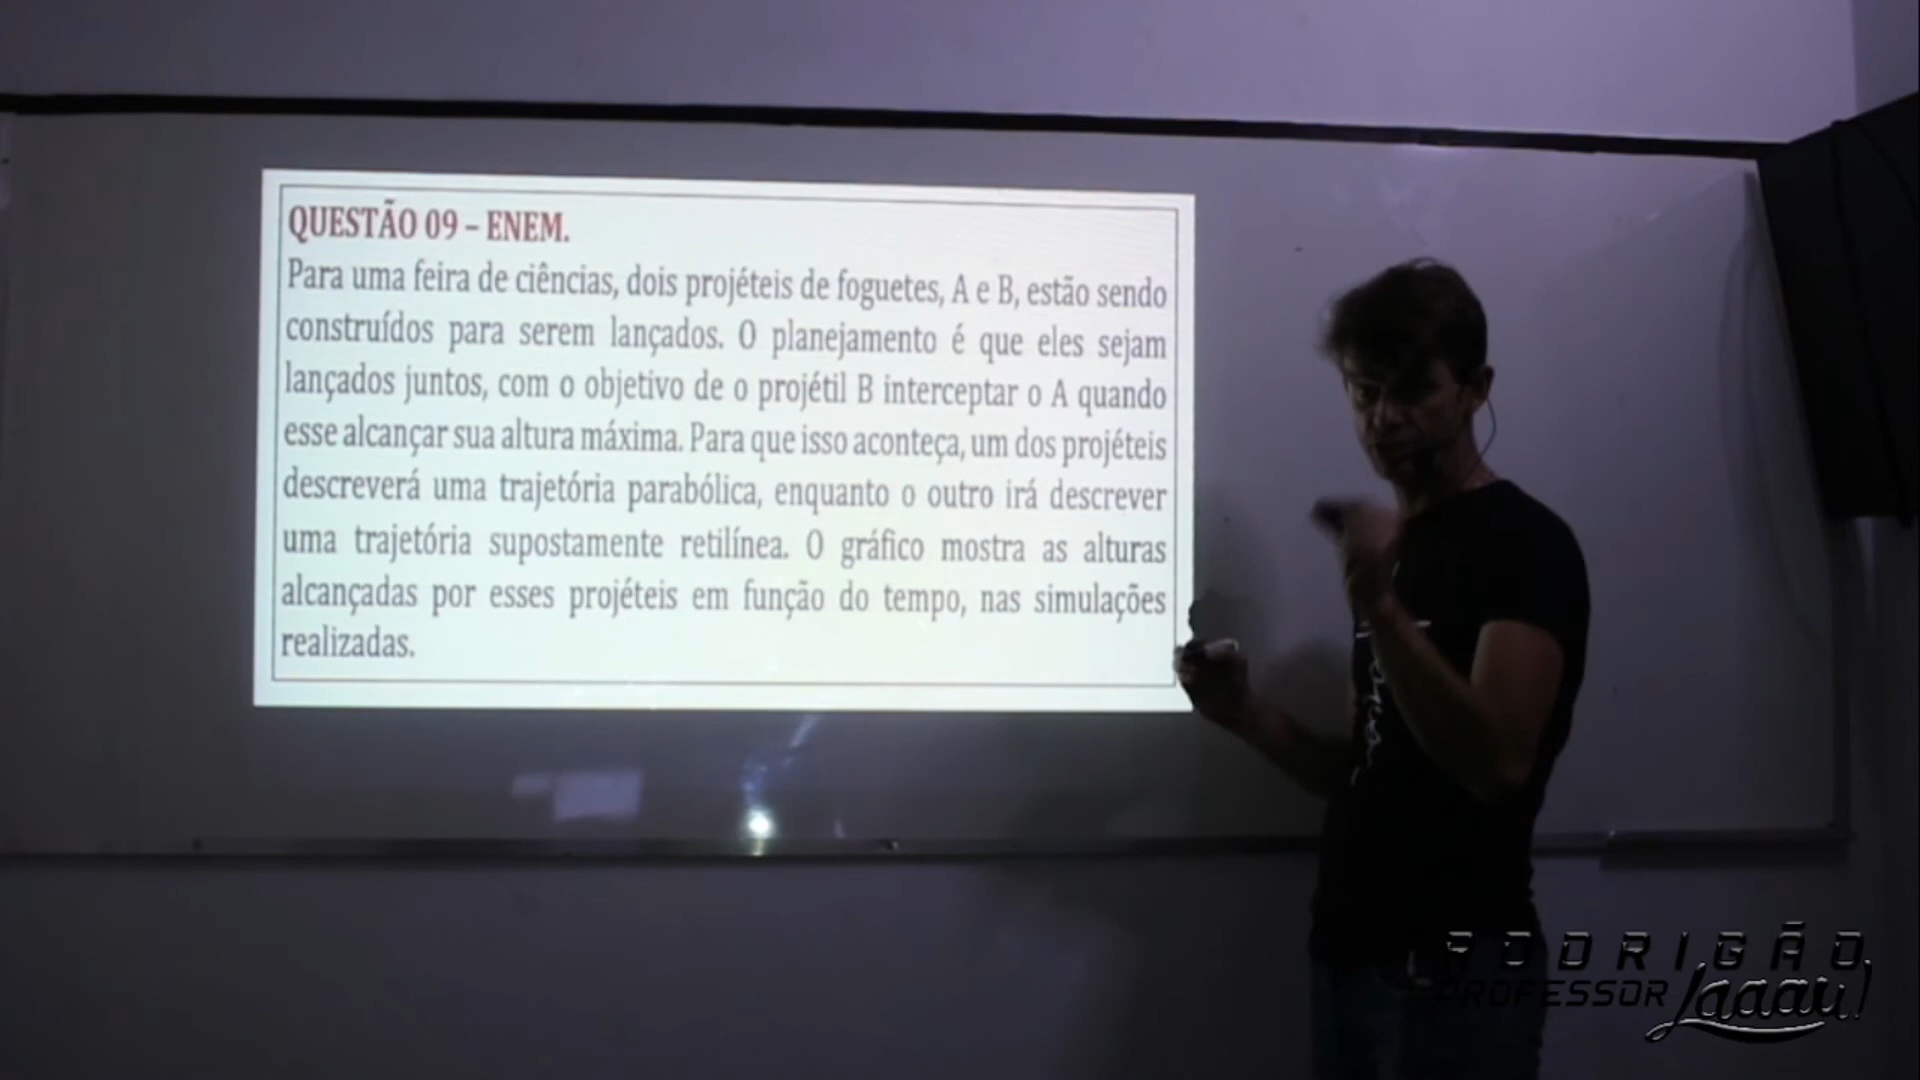 QUESTÃO 09 – ENEM.
Para uma feira de ciências, dois projéteis de foguetes, A e B, estão sendo
construídos para serem lançados. O planejamento é que eles sejam
lançados juntos, com o objetivo de o projétil B interceptar o A quando
esse alcançar sua altura máxima. Para que isso aconteça, um dos projéteis
descreverá uma trajetória parabólica, enquanto o outro irá descrever
uma trajetória supostamente retilínea. O gráfico mostra as alturas
alcançadas por esses projéteis em função do tempo, nas simulações
realizadas.
RODRIGÃO
PROFESSOR Laaau!